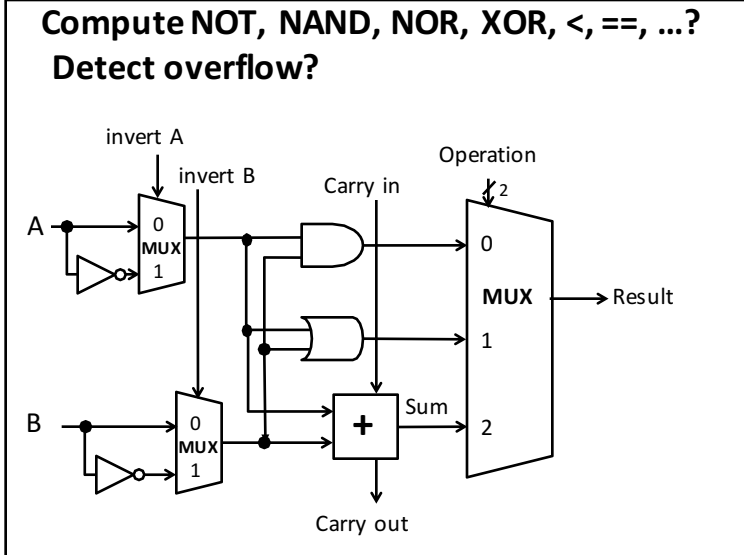 Compute NOT, NAND, NOR, XOR, <, ==, …?
Detect overflow?
invert A
invert B
Carry in
Operation
2
A
0
MUX
1
0
MUX
Result
1
B
0
MUX
1
+
Sum
2
Carry out